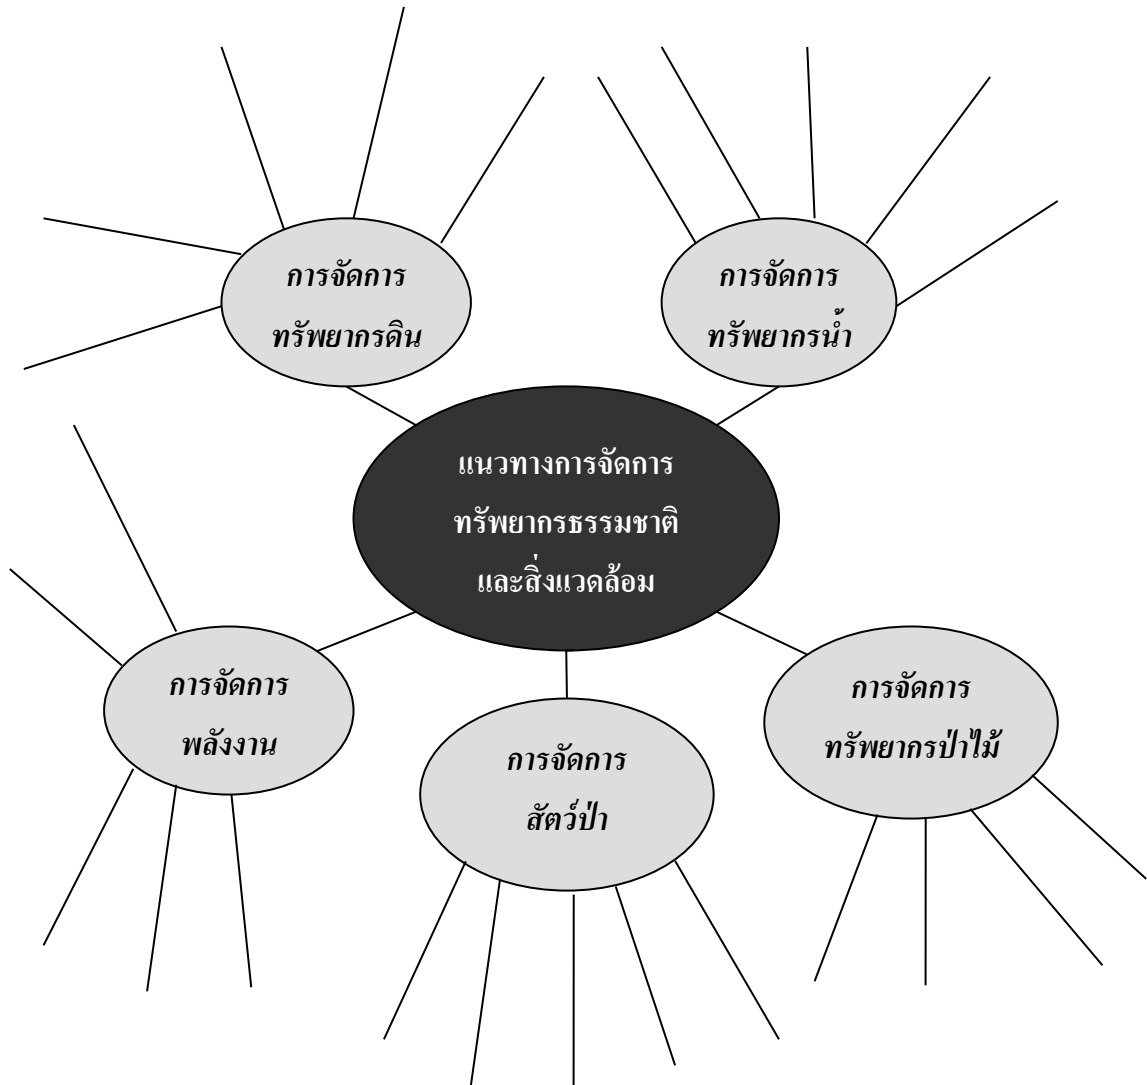 การจัดการ
ทรัพยากรดิน
การจัดการ
ทรัพยากรน้ำ
แนวทางการจัดการ
ทรัพยากรธรรมชาติ
และสิ่งแวดล้อม
การจัดการ
พลังงาน
การจัดการ
สัตว์ป่า
การจัดการ
ทรัพยากรป่าไม้